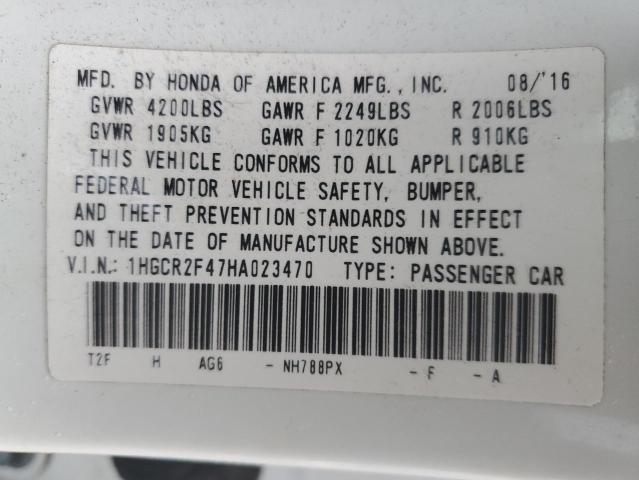 MFD. BY HONDA OF AMERICA MFG., INC. 08/'16
GVWR 4200LBS GAWR F 2249LBS R 2006LBS
GVWR 1905KG GAWR F 1020KG R 910KG
THIS VEHICLE CONFORMS TO ALL APPLICABLE
FEDERAL MOTOR VEHICLE SAFETY, BUMPER,
AND THEFT PREVENTION STANDARDS IN EFFECT
ON THE DATE OF MANUFACTURE SHOWN ABOVE.
V.I.N.: 1HGCR2F47HA023470 TYPE: PASSENGER CAR
T2F H AG6 - NH788PX - F - A